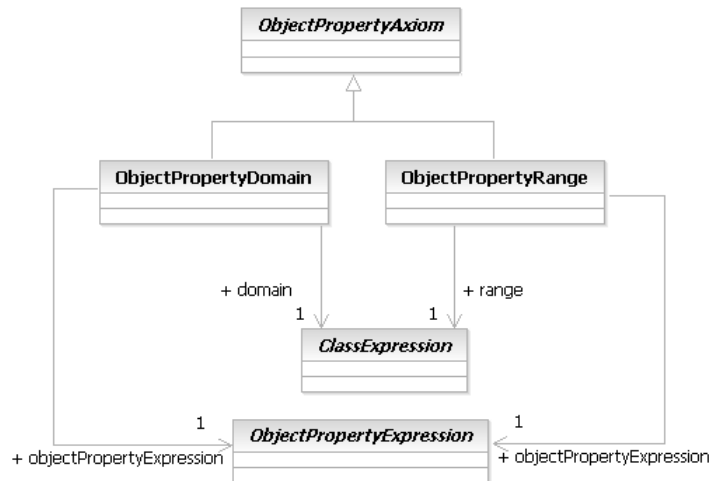 ObjectPropertyAxiom
ObjectPropertyDomain
ObjectPropertyRange
+ domain
+ range
1
1
ClassExpression
1
1
ObjectPropertyExpression
+ objectPropertyExpression
+ objectPropertyExpression